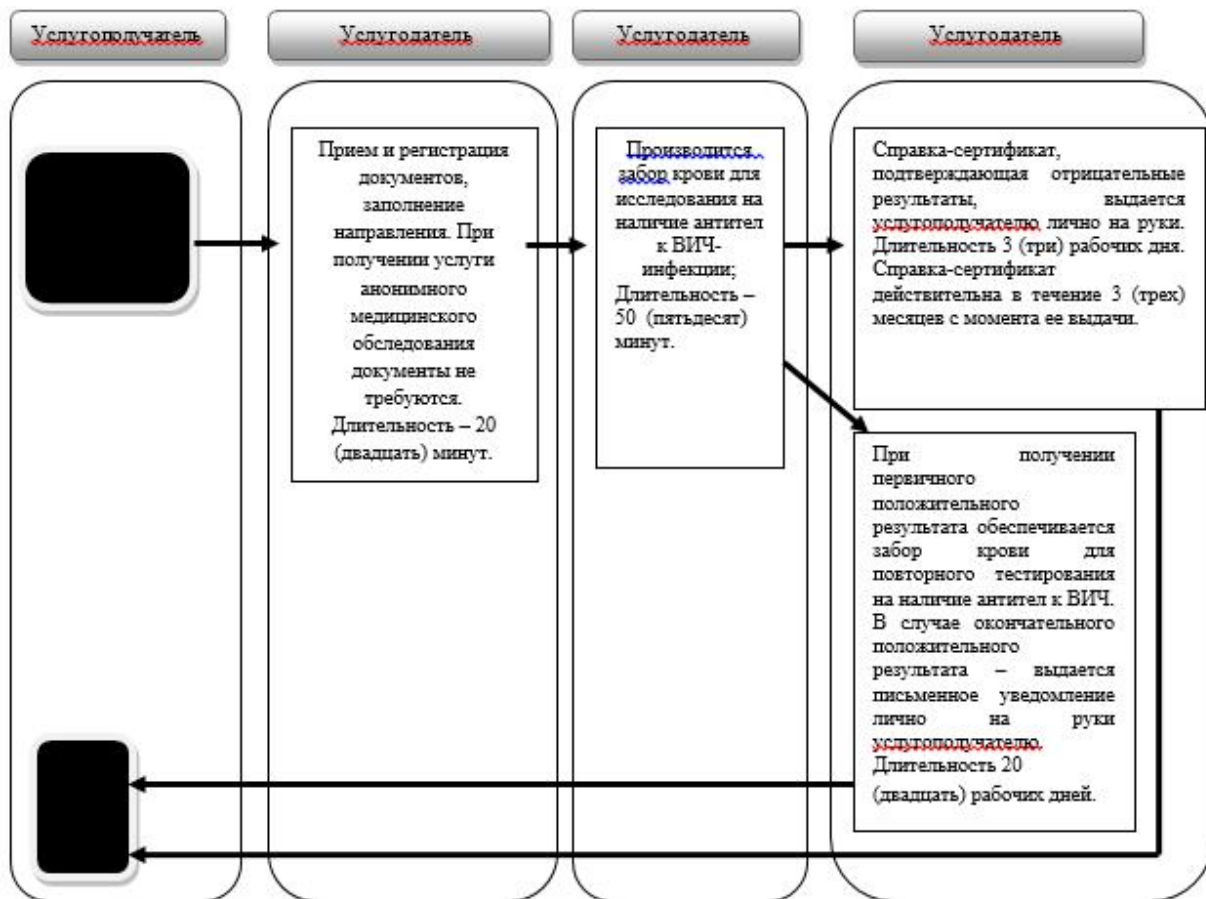 Услугополучатель
Услугодатель
Услугодатель
Услугодатель
Прием и регистрация
документов,
заполнение
направления. При
получении услуги
анонимного
медицинского
обследования
документы не
требуются.
Длительность – 20
(двадцать) минут.
Производится
забор крови для
исследования на
наличие антител
к ВИЧ-
инфекции;
Длительность –
50 (пятьдесят)
минут.
Справка-сертификат,
подтверждающая отрицательные
результаты, выдается
услугополучателю лично на руки.
Длительность 3 (три) рабочих дня.
Справка-сертификат
действительна в течение 3 (трех)
месяцев с момента ее выдачи.
При получении
первичного
положительного
результата обеспечивается
забор крови для
повторного тестирования
на наличие антител к ВИЧ.
В случае окончательного
положительного
результата – выдается
письменное уведомление
лично на руки
услугополучателю.
Длительность 20
(двадцать) рабочих дней.